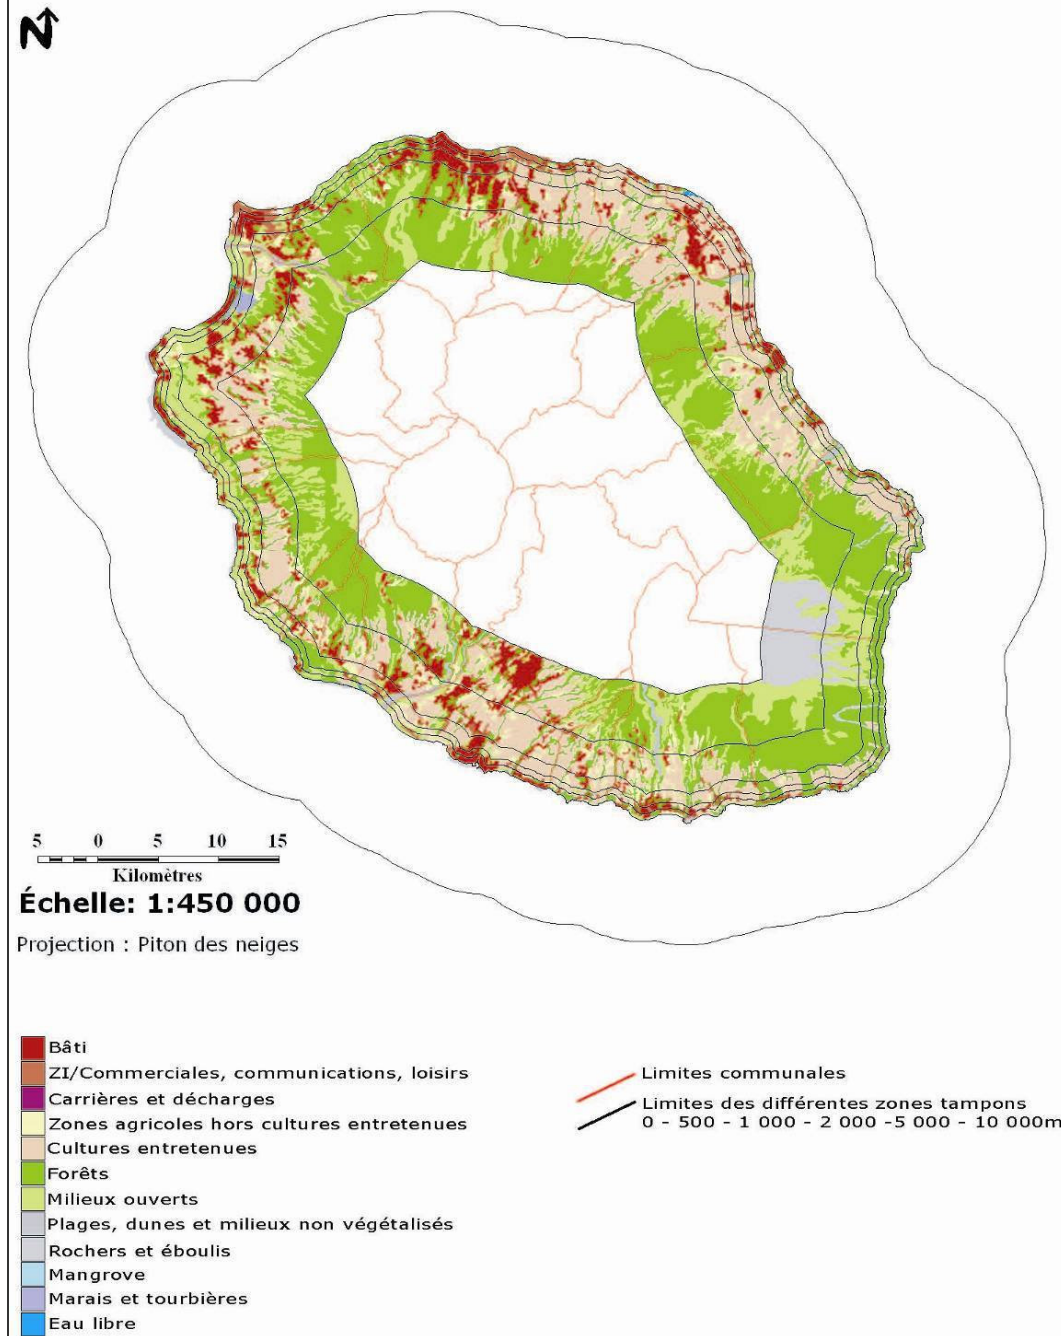 N
5 0 5 10 15
Kilomètres
Échelle: 1:450 000
Projection : Piton des neiges
Bâti
ZI/Commerciales, communications, loisirs
Carrières et décharges
Zones agricoles hors cultures entretenues
Cultures entretenues
Forêts
Milieux ouverts
Plages, dunes et milieux non végétalisés
Rochers et éboulis
Mangrove
Marais et tourbières
Eau libre
Limites communales
Limites des différentes zones tampons
0 - 500 - 1 000 - 2 000 -5 000 - 10 000m